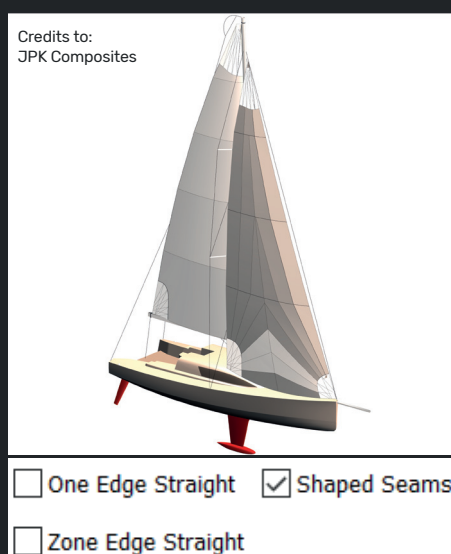 Credits to:
JPK Composites
One Edge Straight
Shaped Seams
Zone Edge Straight